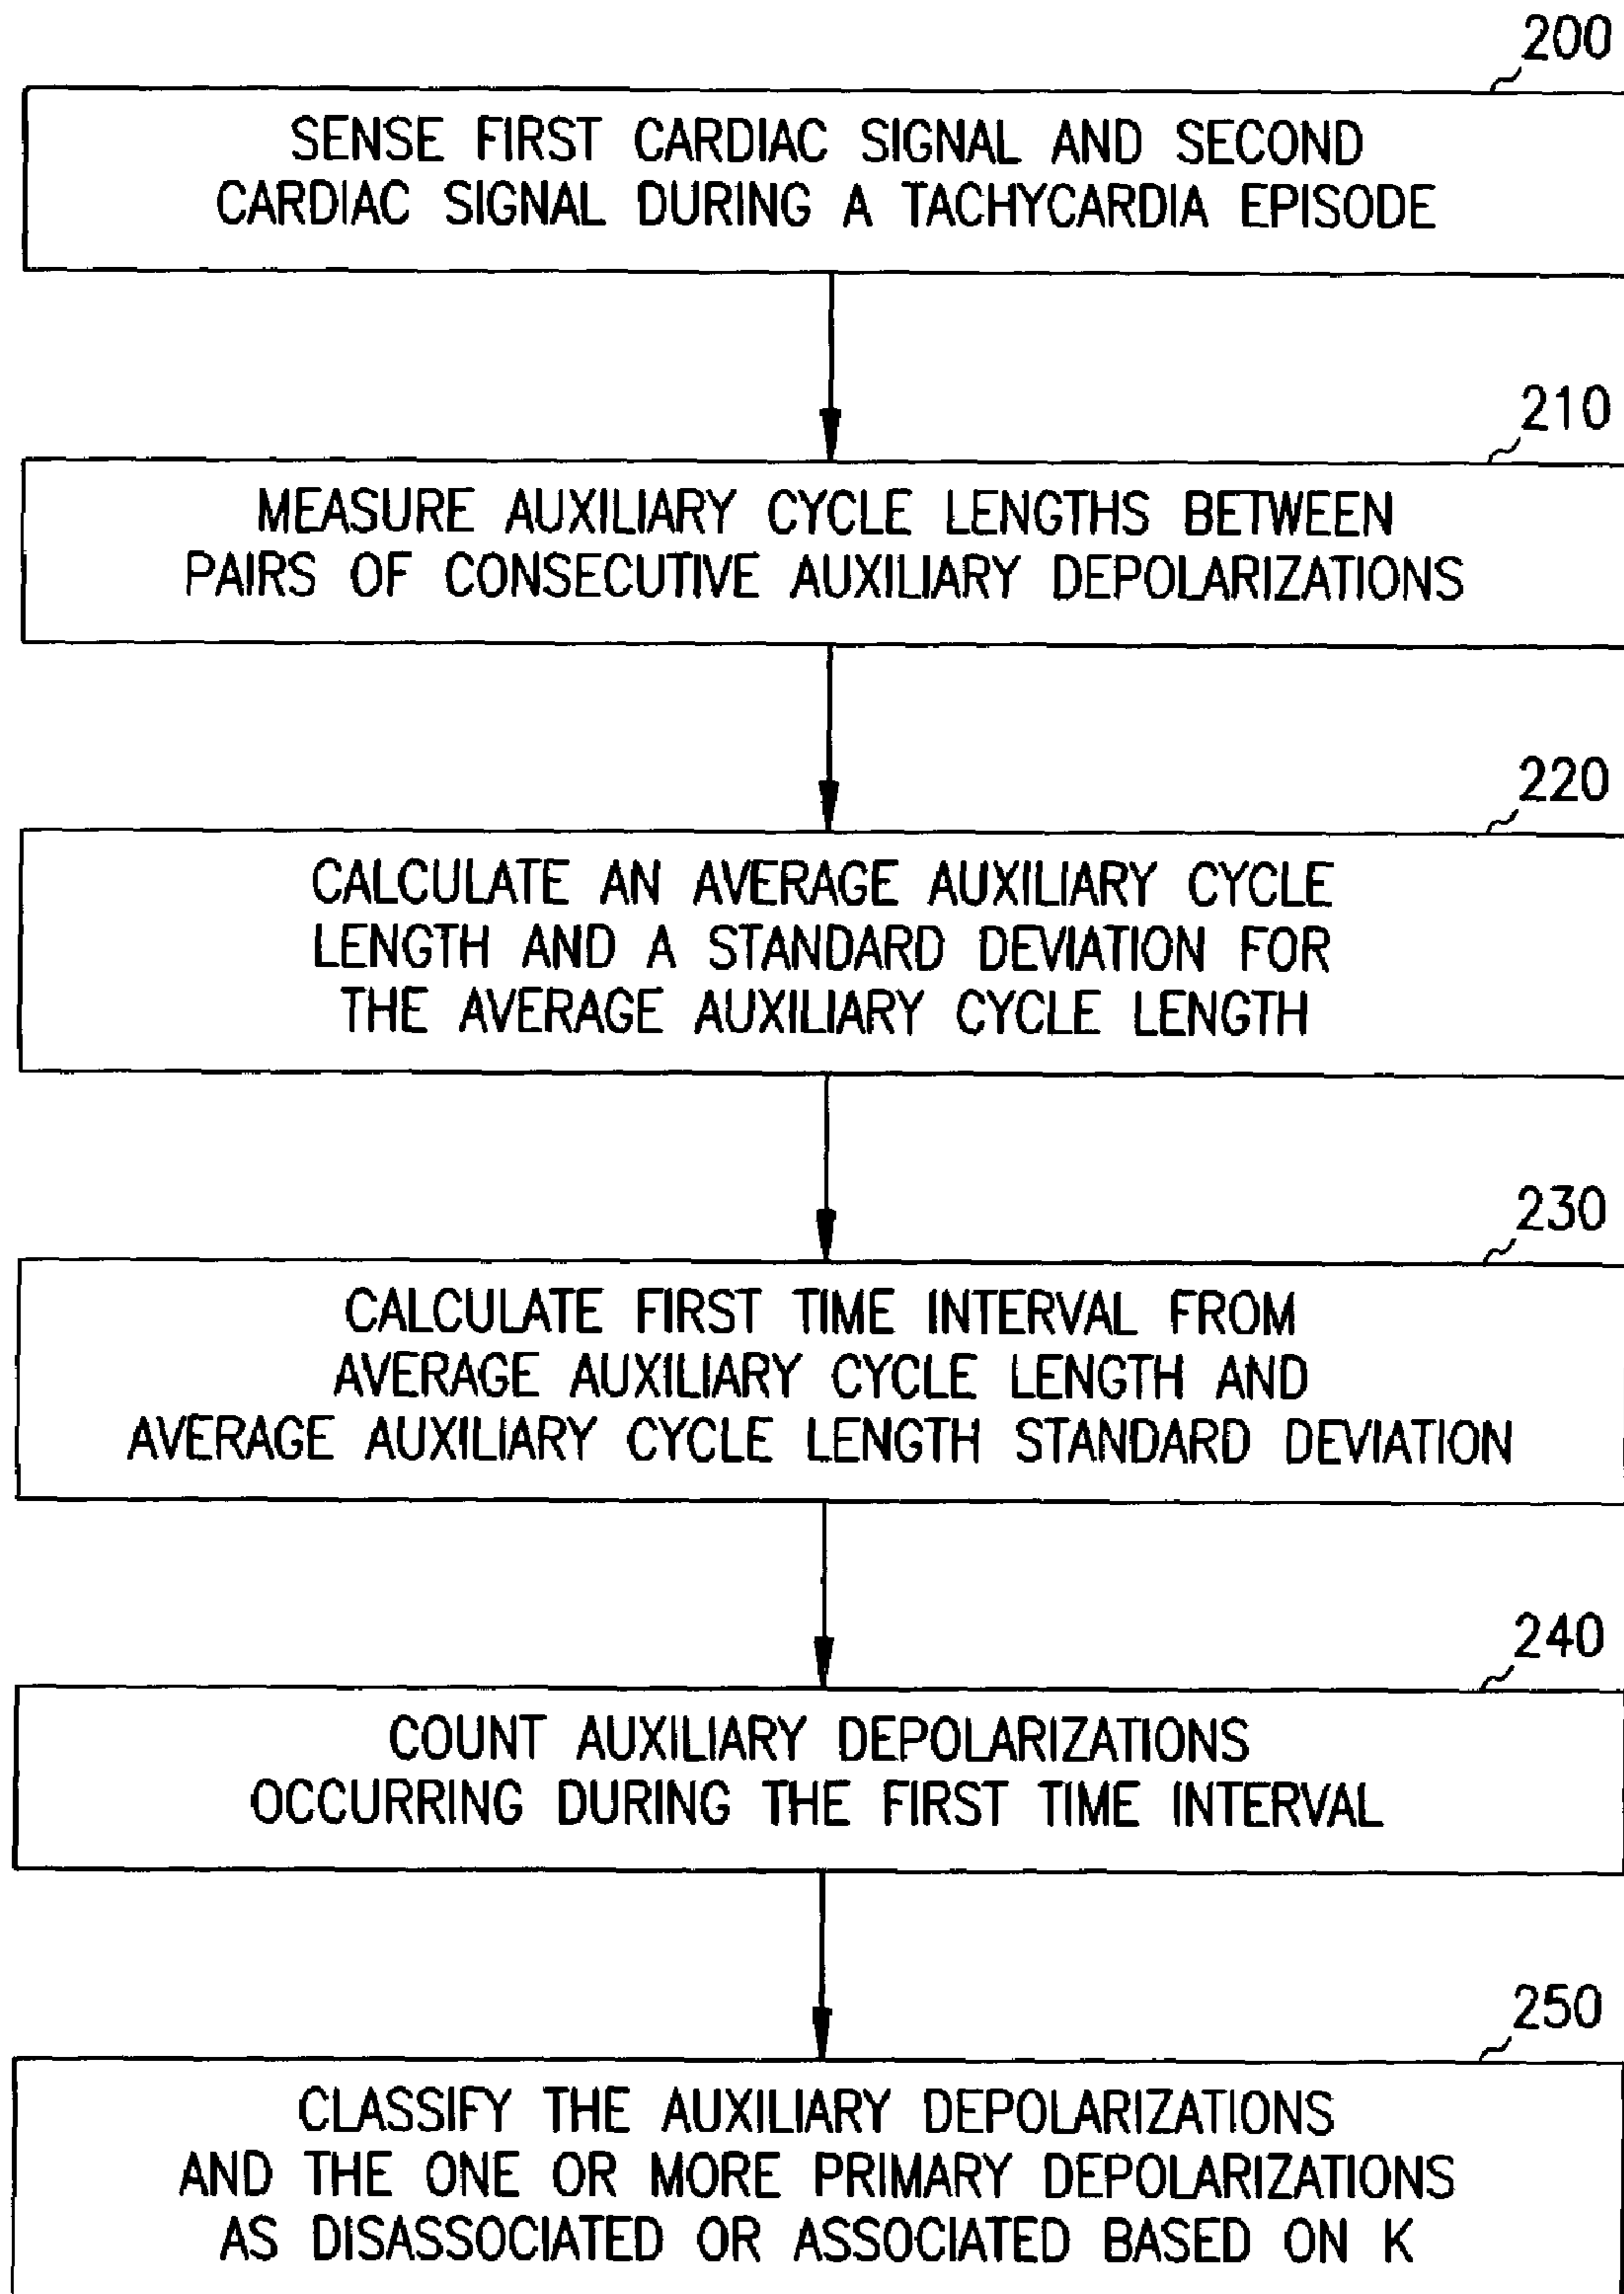 200
SENSE FIRST CARDIAC SIGNAL AND SECOND
CARDIAC SIGNAL DURING A TACHYCARDIA EPISODE
210
MEASURE AUXILIARY CYCLE LENGTHS BETWEEN
PAIRS OF CONSECUTIVE AUXILIARY DEPOLARIZATIONS
220
CALCULATE AN AVERAGE AUXILIARY CYCLE
LENGTH AND A STANDARD DEVIATION FOR
THE AVERAGE AUXILIARY CYCLE LENGTH
230
CALCULATE FIRST TIME INTERVAL FROM
AVERAGE AUXILIARY CYCLE LENGTH AND
AVERAGE AUXILIARY CYCLE LENGTH STANDARD DEVIATION
240
COUNT AUXILIARY DEPOLARIZATIONS
OCCURRING DURING THE FIRST TIME INTERVAL
250
CLASSIFY THE AUXILIARY DEPOLARIZATIONS
AND THE ONE OR MORE PRIMARY DEPOLARIZATIONS
AS DISASSOCIATED OR ASSOCIATED BASED ON K